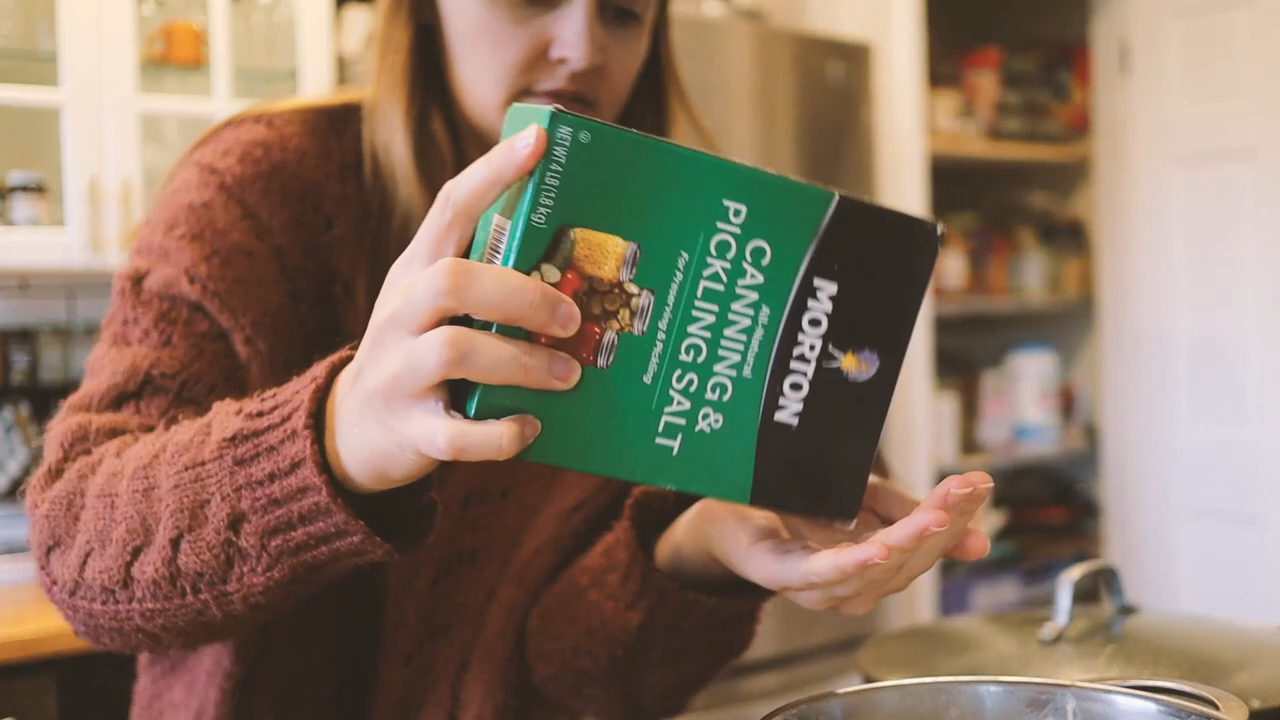 MORTON
All-Natural
CANNING &
PICKLING SALT
For Preserving & Pickling
NET WT 4 LB (1.8 kg)